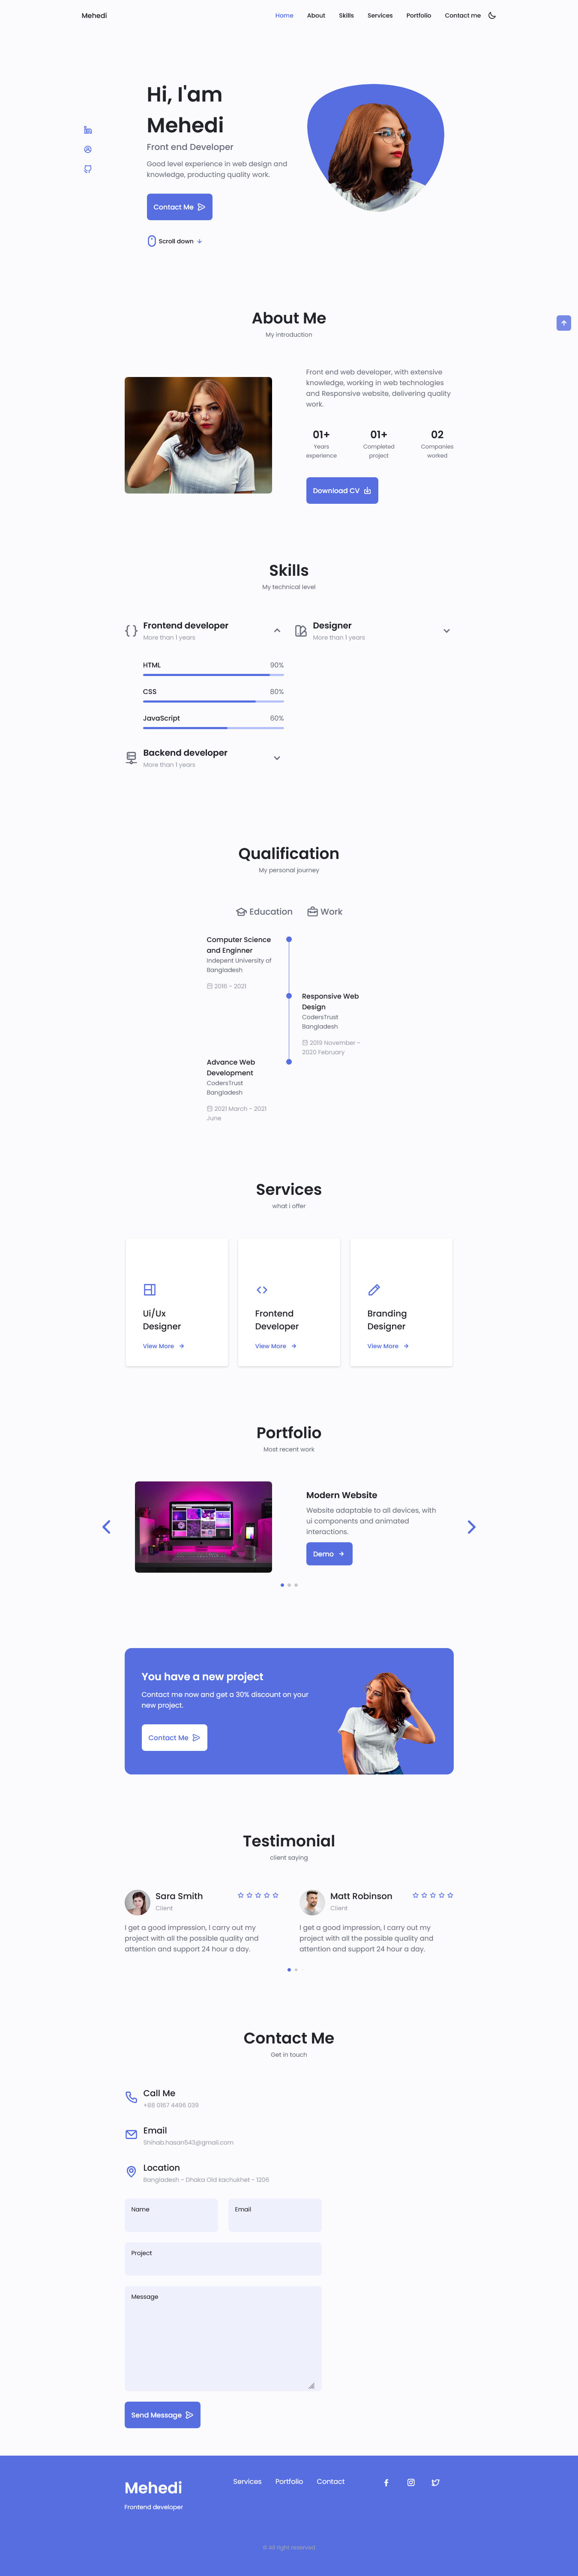 Mehedi
Home About Skills Services Portfolio Contact me
Hi, I'am
Mehedi
Front end Developer
Good level experience in web design and
knowledge, producting quality work.
Contact Me
Scroll down
About Me
My introduction
Front end web developer, with extensive
knowledge, working in web technologies
and Responsive website, delivering quality
work.
01+ 01+ 02
Years Completed Companies
experience project worked
Download CV
Skills
My technical level
Frontend developer
More than 1 years
HTML 90%
CSS 80%
JavaScript 60%
Backend developer
More than 1 years
Designer
More than 1 years
Qualification
My personal journey
Education Work
Computer Science
and Enginner
Indepent University of
Bangladesh
2016 - 2021
Responsive Web
Design
CodersTrust
Bangladesh
2019 November -
2020 February
Advance Web
Development
CodersTrust
Bangladesh
2021 March - 2021
June
Services
what i offer
Ui/Ux
Designer
View More
Frontend
Developer
View More
Branding
Designer
View More
Portfolio
Most recent work
Modern Website
Website adaptable to all devices, with
ui components and animated
interactions.
Demo
You have a new project
Contact me now and get a 30% discount on your
new project.
Contact Me
Testimonial
client saying
Sara Smith
Client
I get a good impression, I carry out my
project with all the possible quality and
attention and support 24 hour a day.
Matt Robinson
Client
I get a good impression, I carry out my
project with all the possible quality and
attention and support 24 hour a day.
Contact Me
Get in touch
Call Me
+88 0167 4496 039
Email
Shihab.hasan543@gmail.com
Location
Bangladesh - Dhaka Old kachukhet - 1206
Name Email
Project
Message
Send Message
Mehedi
Frontend developer
Services Portfolio Contact
© All right reserved